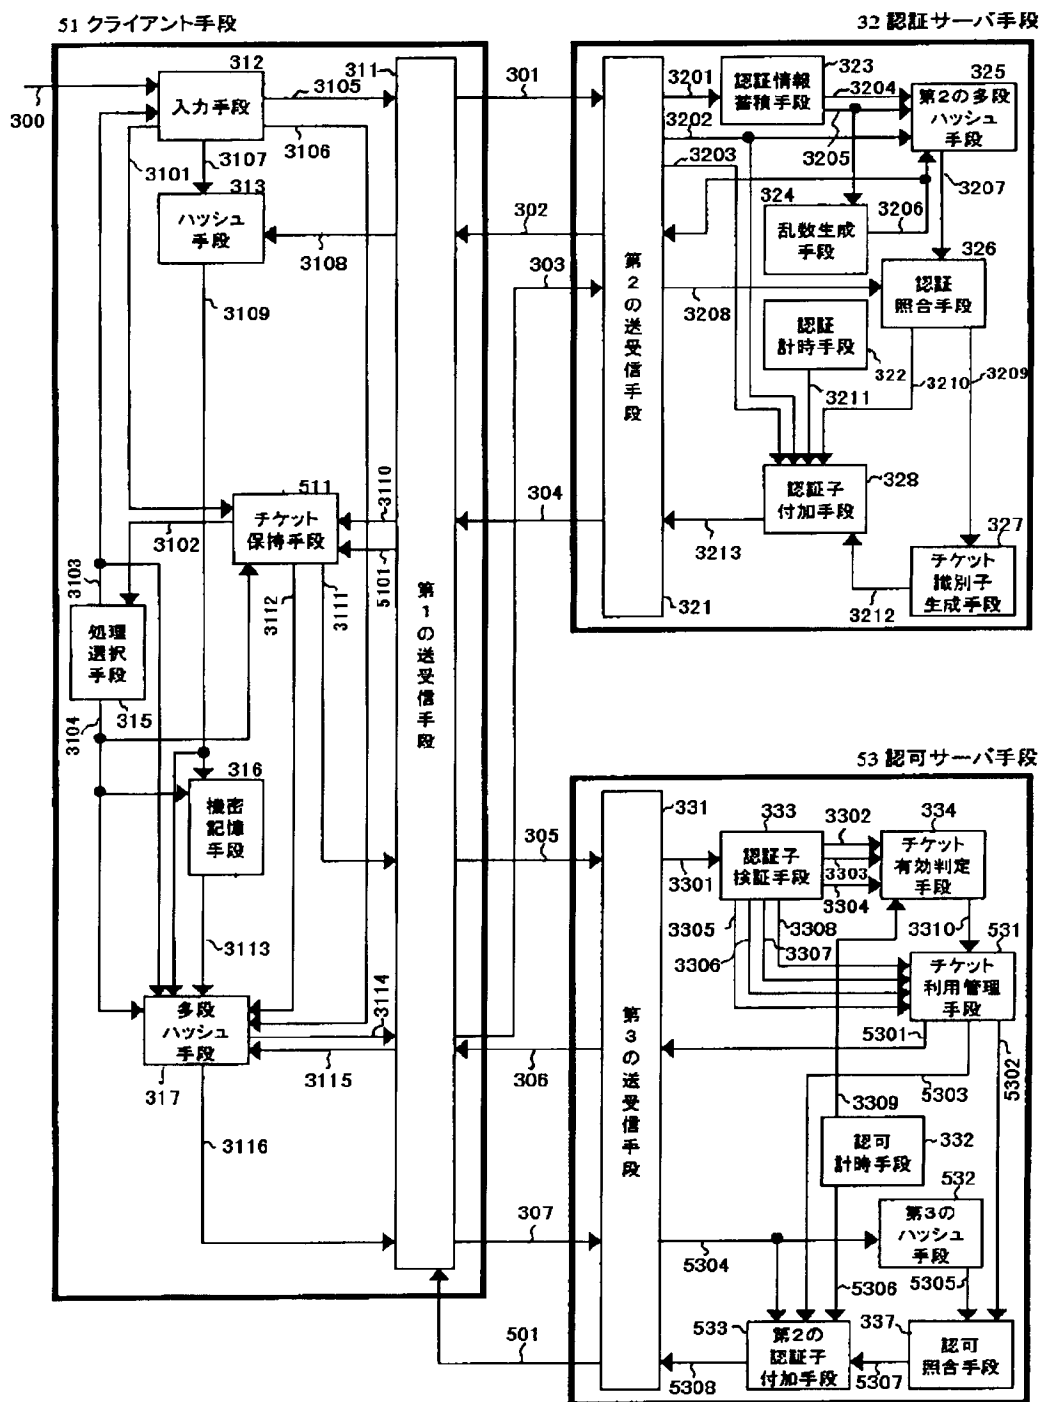 51 クライアント手段
32 認証サーバ手段
300
312
入力手段
3105
3106
3101
3107
313
ハッシュ
手段
3108
3109
311
第1の送受信手段
301
302
303
304
305
306
307
501
511
チケット
保持手段
3110
5101
3102
3103
3112
3111
処理
選択
手段
3104
315
316
機密
記憶
手段
3113
多段
ハッシュ
手段
317
3114
3115
3116
第2の送受信手段
321
3201
3202
3203
323
認証情報
蓄積手段
3204
3205
325
第2の多段
ハッシュ
手段
3207
324
乱数生成
手段
3206
326
認証
照合手段
3208
認証
計時手段
322
3211
3210
3209
認証子
付加手段
328
3213
327
チケット
識別子
生成手段
3212
53 認可サーバ手段
331
第3の送受信手段
3301
333
認証子
検証手段
3302
3303
3304
334
チケット
有効判定
手段
3305
3306
3308
3307
3310
531
チケット
利用管理
手段
5301
5302
5303
3309
認可
計時手段
332
532
第3の
ハッシュ
手段
5304
5305
5306
533
第2の
認証子
付加手段
337
認可
照合手段
5307
5308